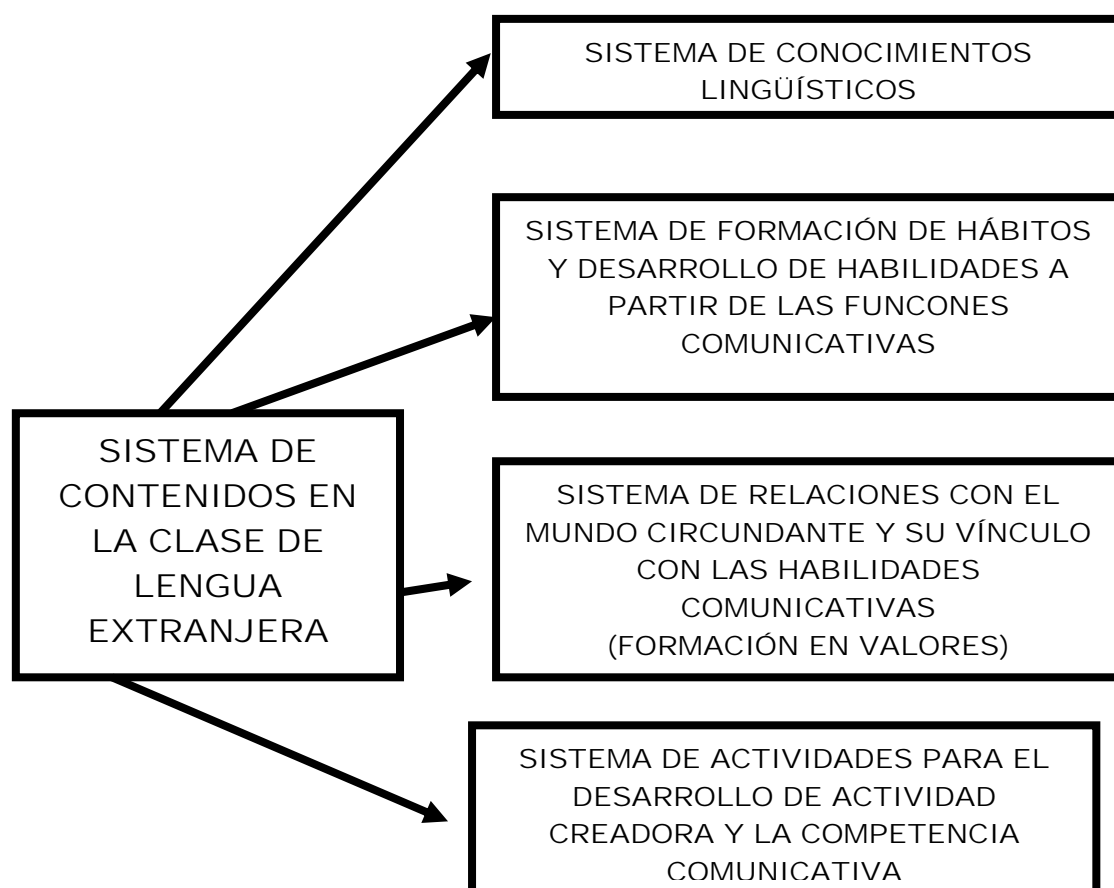 SISTEMA DE CONOCIMIENTOS
LINGÜÍSTICOS
SISTEMA DE FORMACIÓN DE HÁBITOS
Y DESARROLLO DE HABILIDADES A
PARTIR DE LAS FUNCONES
COMUNICATIVAS
SISTEMA DE
CONTENIDOS EN
LA CLASE DE
LENGUA
EXTRANJERA
SISTEMA DE RELACIONES CON EL
MUNDO CIRCUNDANTE Y SU VÍNCULO
CON LAS HABILIDADES
COMUNICATIVAS
(FORMACIÓN EN VALORES)
SISTEMA DE ACTIVIDADES PARA EL
DESARROLLO DE ACTIVIDAD
CREADORA Y LA COMPETENCIA
COMUNICATIVA